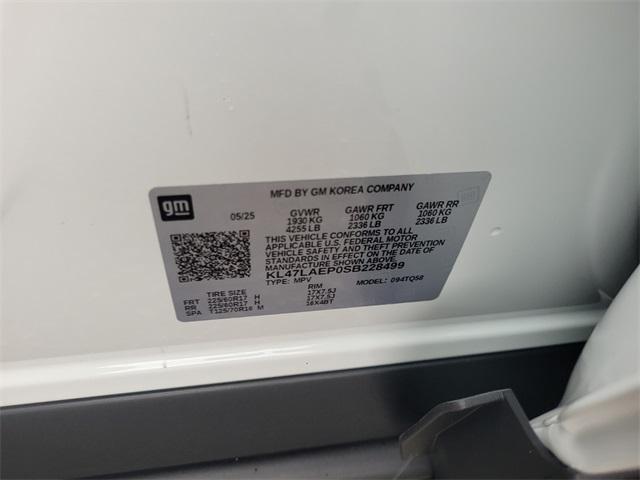 MFD BY GM KOREA COMPANY
gm
05/25 GVWR GAWR FRT GAWR RR
1930 KG 1060 KG 1060 KG
4255 LB 2336 LB 2336 LB
THIS VEHICLE CONFORMS TO ALL
APPLICABLE U.S. FEDERAL MOTOR
VEHICLE SAFETY AND THEFT PREVENTION
STANDARDS IN EFFECT ON THE DATE OF
MANUFACTURE SHOWN ABOVE.
KL47LAEP0SB228499
TYPE: MPV MODEL: 094TQ58
TIRE SIZE RIM
FRT 225/60R17 H 17X7.5J
RR 225/60R17 H 17X7.5J
SPA T125/70R16 M 16X4BT